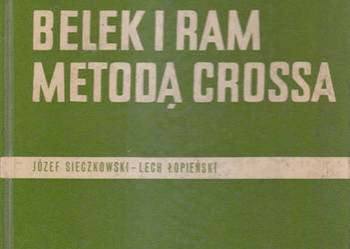 BELEK I RAM
METODĄ CROSSA
JÓZEF SIECZKOWSKI – LECH ŁOPIEŃSKI